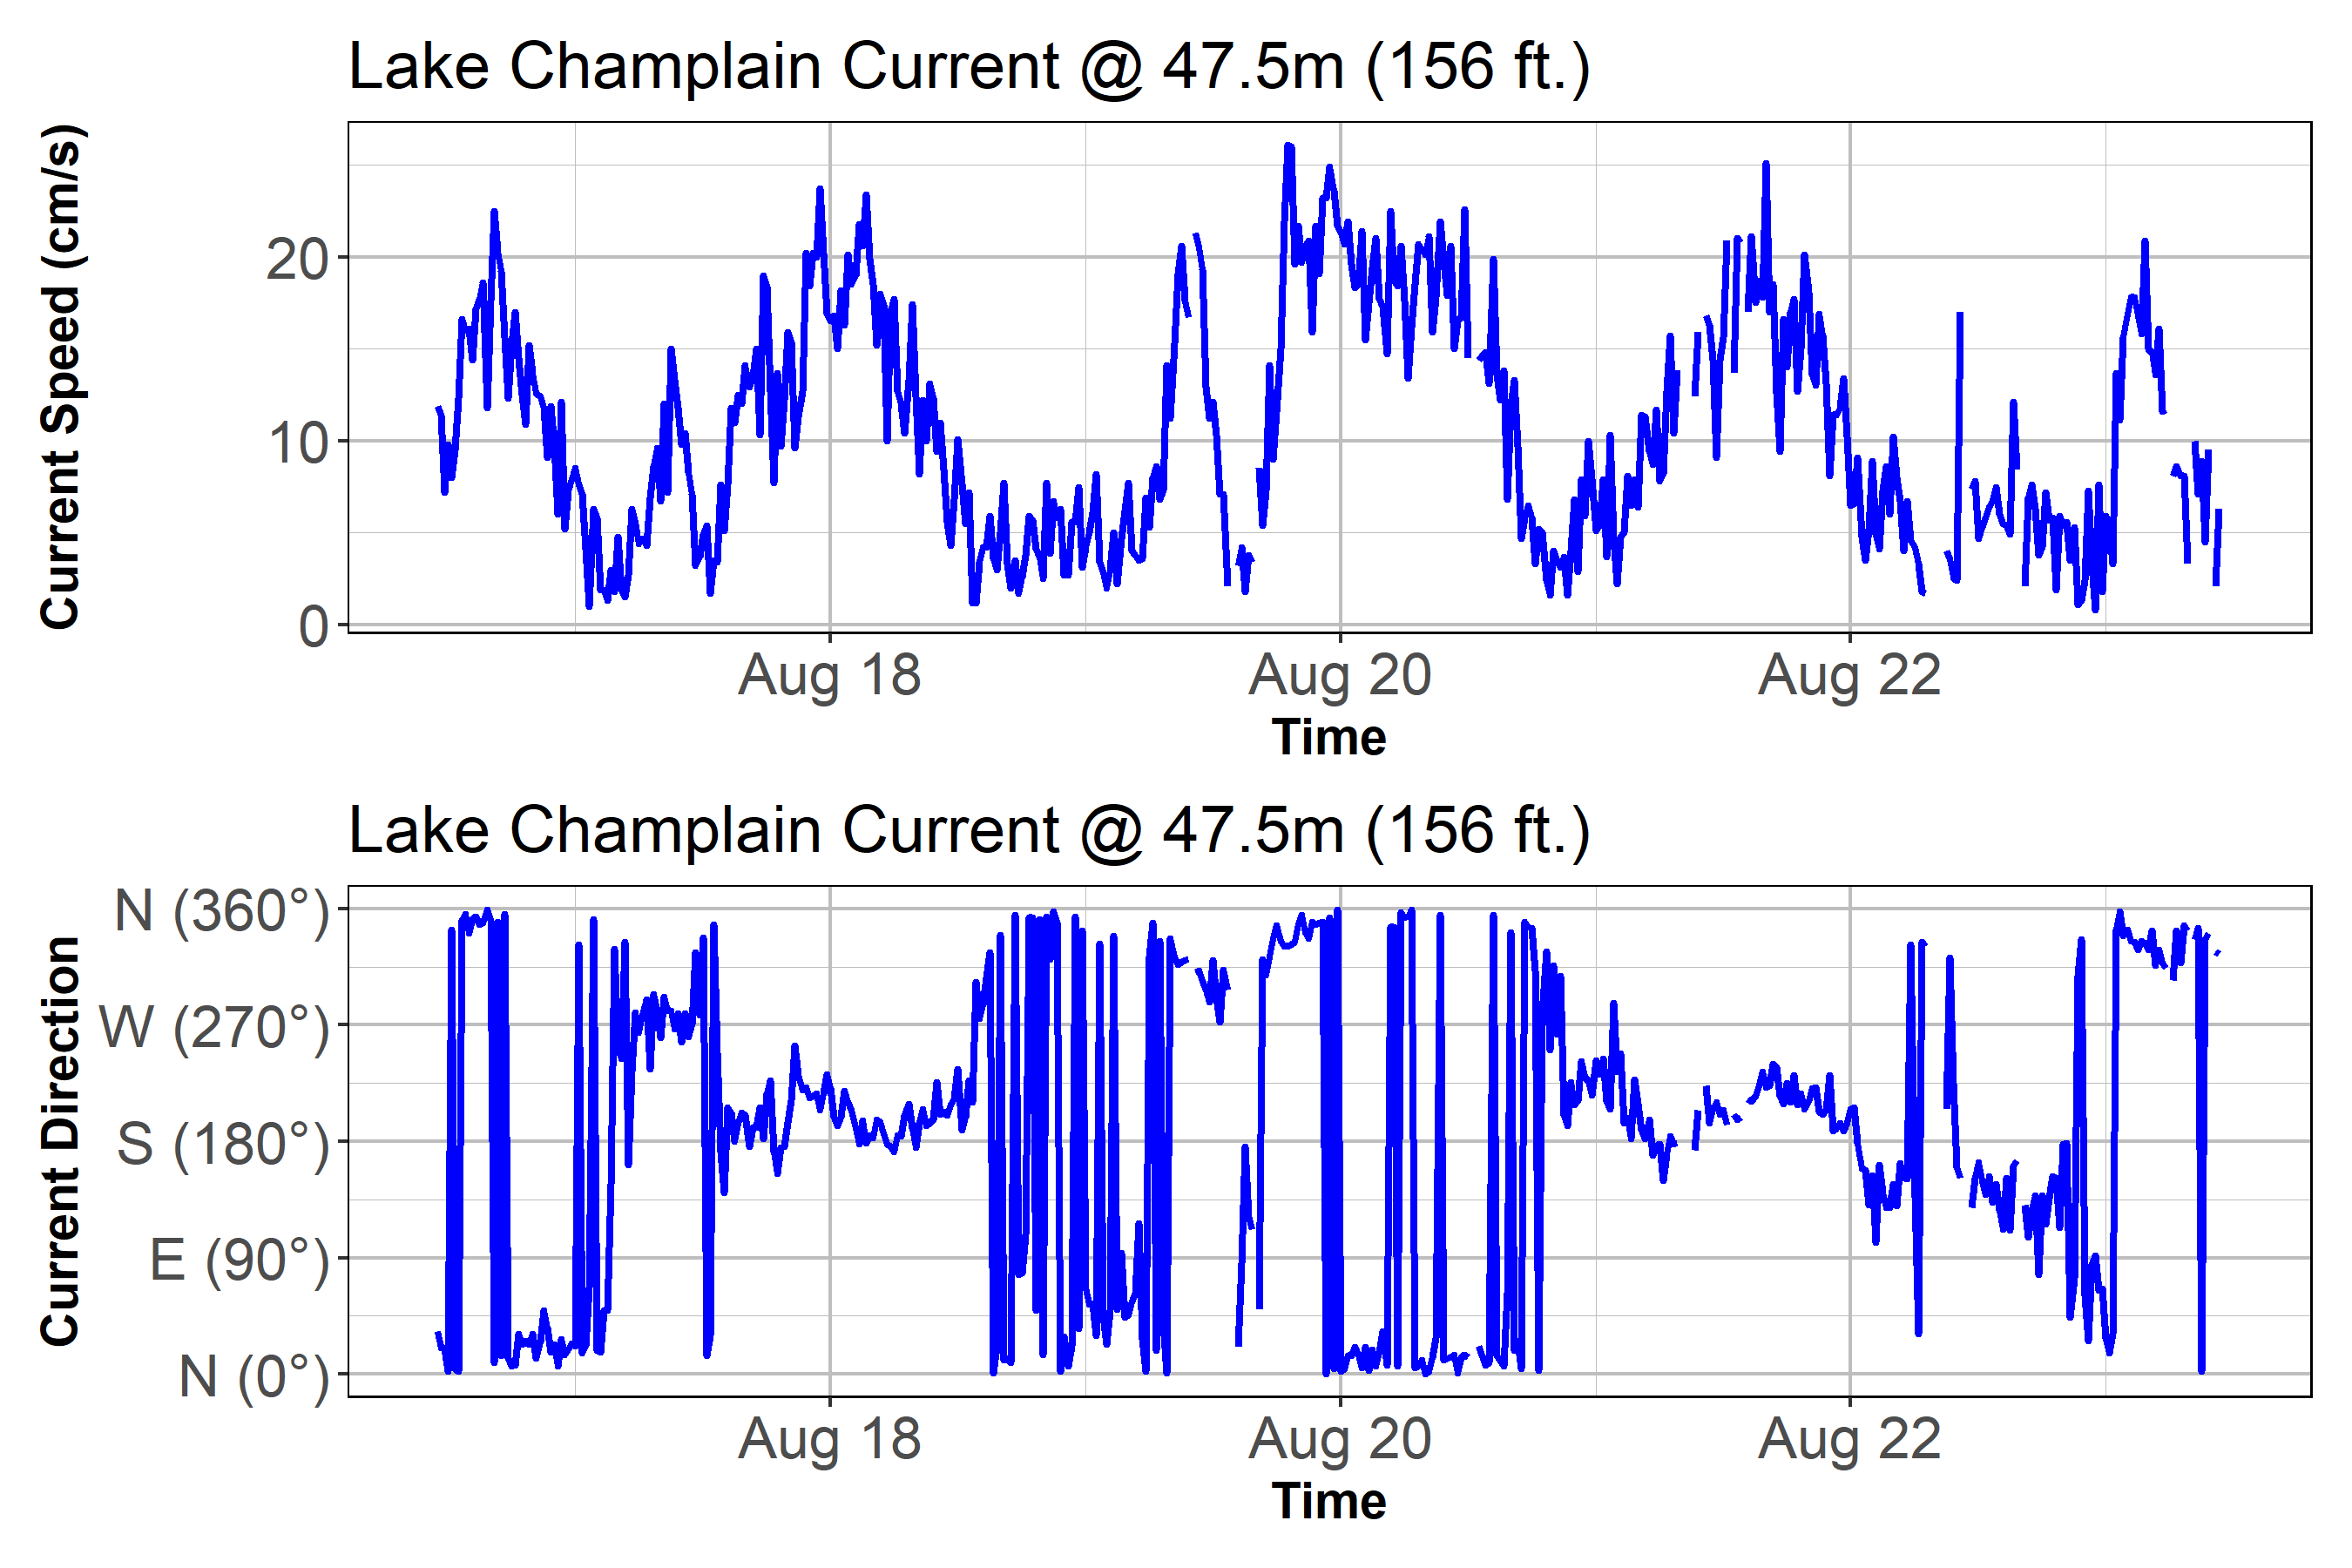 Lake Champlain Current @ 47.5m (156 ft.)
Current Speed (cm/s)
20
10
0
Aug 18 Aug 20 Aug 22
Time
Lake Champlain Current @ 47.5m (156 ft.)
Current Direction
N (360°)
W (270°)
S (180°)
E (90°)
N (0°)
Aug 18 Aug 20 Aug 22
Time